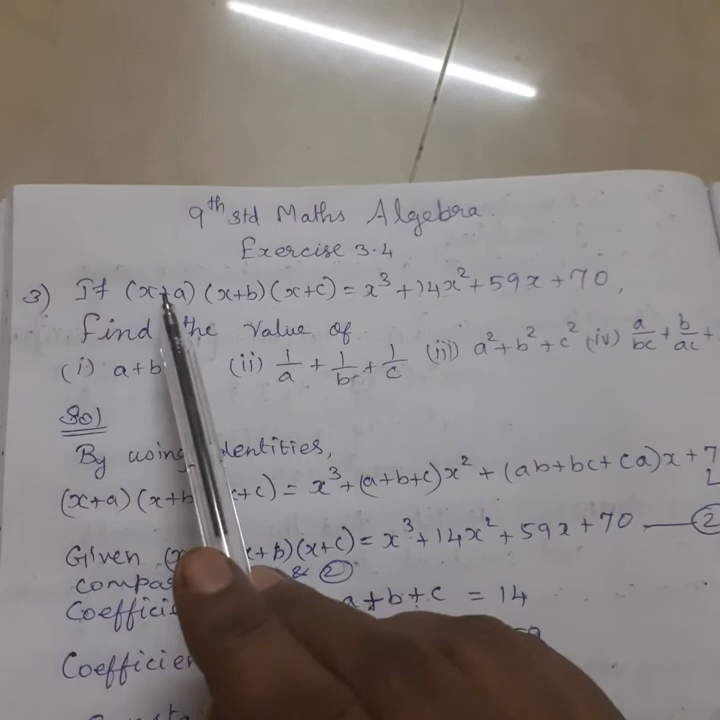 9th std Maths Algebra
Exercise 3.4
3) If (x+a) (x+b) (x+c) = x³ + 14x² + 59x + 70,
find the value of
(i) a+b (ii) 1/a + 1/b + 1/c (iii) a² + b² + c² (iv) a/bc + b/ac +
Sol
By using dentities,
(x+a) (x+b +c) = x³ + (a+b+c)x² + (ab+bc+ca)x +
Given (x +b)(x+c) = x³ + 14x² + 59x + 70 — ②
& ②
a+b+c = 14